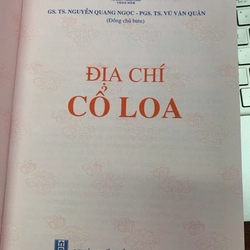 GS. TS. NGUYỄN QUANG NGỌC - PGS. TS, VŨ VĂN QUÂN
(Đồng chủ biên)
ĐỊA CHÍ
CỔ LOA